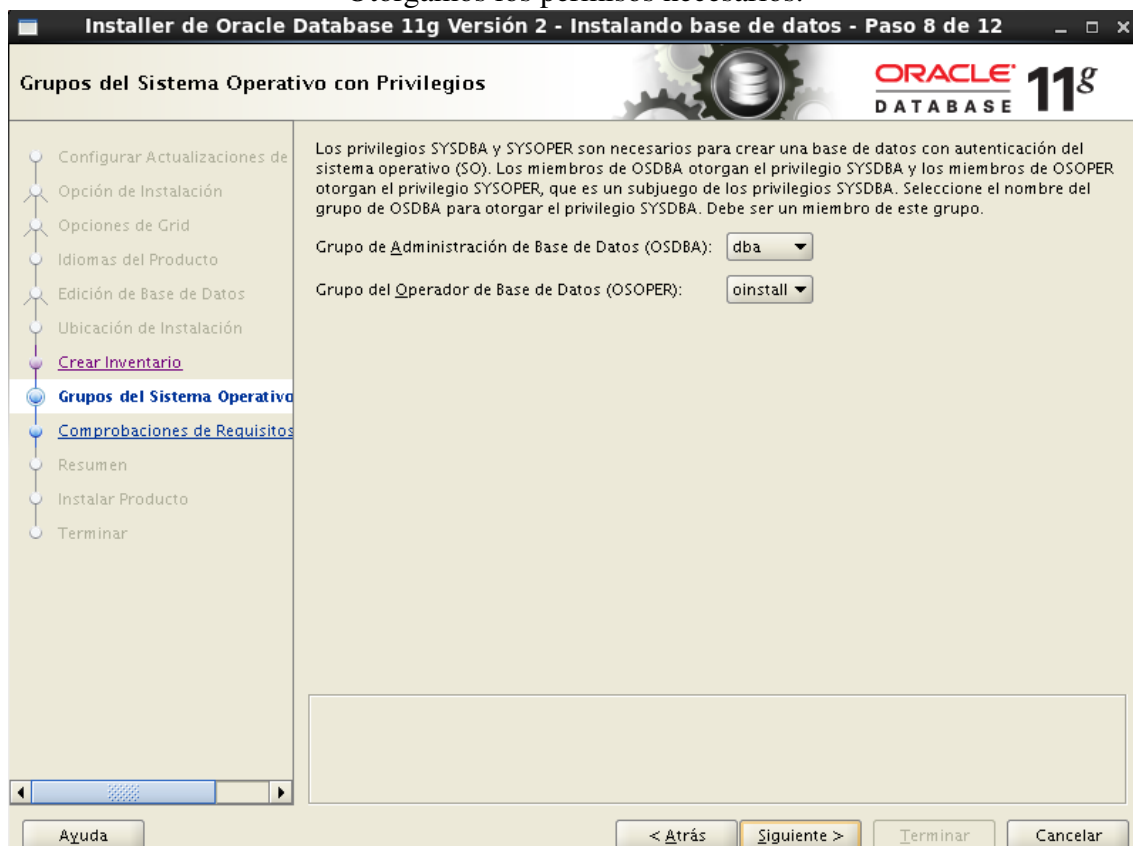 Otorgamos los permisos necesarios.
Installer de Oracle Database 11g Versión 2 - Instalando base de datos - Paso 8 de 12
Grupos del Sistema Operativo con Privilegios
ORACLE
DATABASE
11g
Configurar Actualizaciones de
Opción de Instalación
Opciones de Grid
Idiomas del Producto
Edición de Base de Datos
Ubicación de Instalación
Crear Inventario
Grupos del Sistema Operativo
Comprobaciones de Requisitos
Resumen
Instalar Producto
Terminar
Los privilegios SYSDBA y SYSOPER son necesarios para crear una base de datos con autenticación del
sistema operativo (SO). Los miembros de OSDBA otorgan el privilegio SYSDBA y los miembros de OSOPER
otorgan el privilegio SYSOPER, que es un subjuego de los privilegios SYSDBA. Seleccione el nombre del
grupo de OSDBA para otorgar el privilegio SYSDBA. Debe ser un miembro de este grupo.
Grupo de Administración de Base de Datos (OSDBA): dba
Grupo del Operador de Base de Datos (OSOPER): oinstall
Ayuda
< Atrás
Siguiente >
Terminar
Cancelar